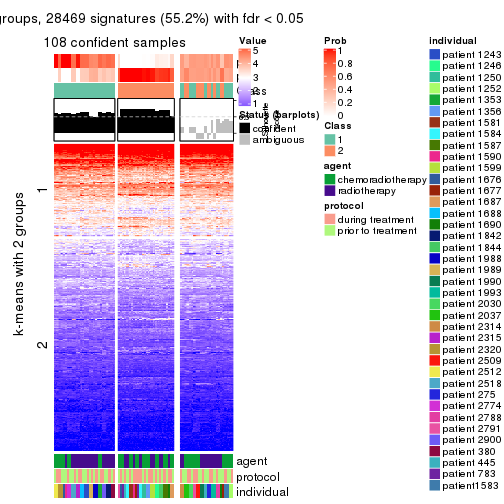 groups, 28469 signatures (55.2%) with fdr < 0.05
108 confident samples
k-means with 2 groups
1
2
Class
Value
5
4
3
2
1
Status (barplots)
confident
ambiguous
Prob
1
0.8
0.6
0.4
0.2
0
Class
1
2
agent
chemoradiotherapy
radiotherapy
protocol
during treatment
prior to treatment
individual
patient 1243
patient 1246
patient 1250
patient 1252
patient 1353
patient 1356
patient 1581
patient 1584
patient 1587
patient 1590
patient 1599
patient 1676
patient 1677
patient 1687
patient 1688
patient 1690
patient 1842
patient 1844
patient 1988
patient 1989
patient 1990
patient 1993
patient 2030
patient 2037
patient 2314
patient 2315
patient 2320
patient 2509
patient 2512
patient 2518
patient 275
patient 2774
patient 2788
patient 2791
patient 2900
patient 380
patient 445
patient 783
patient1583
agent
protocol
individual